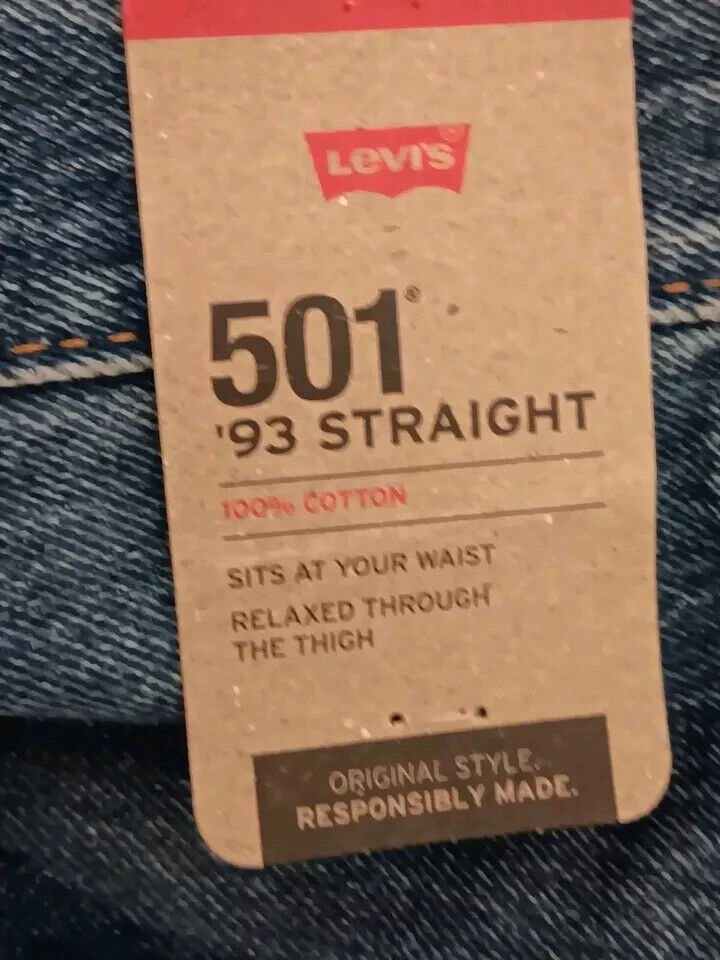 LEVI'S®
501®
'93 STRAIGHT
100% COTTON
SITS AT YOUR WAIST
RELAXED THROUGH
THE THIGH
ORIGINAL STYLE.
RESPONSIBLY MADE.